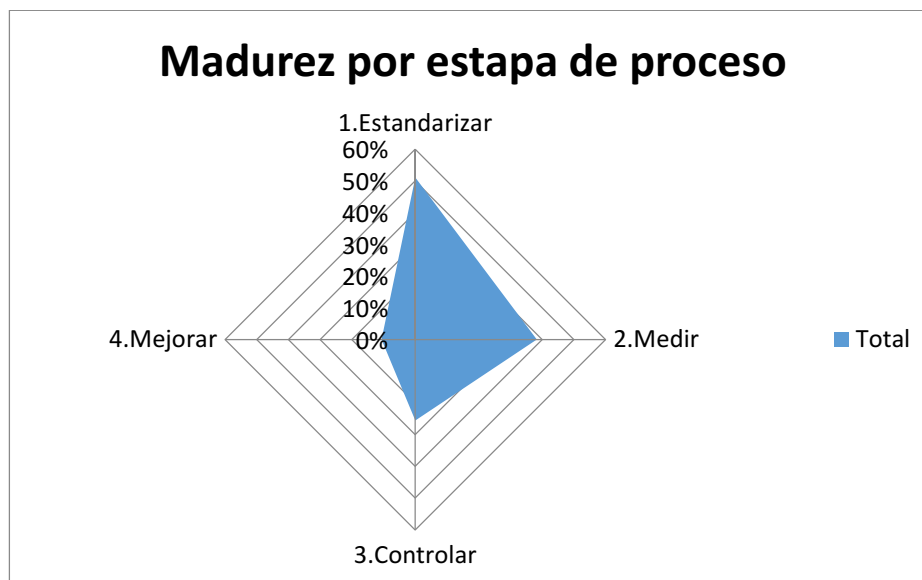 Madurez por estapa de proceso
1.Estandarizar
60%
50%
40%
30%
20%
10%
0%
4.Mejorar
2.Medir
Total
3.Controlar